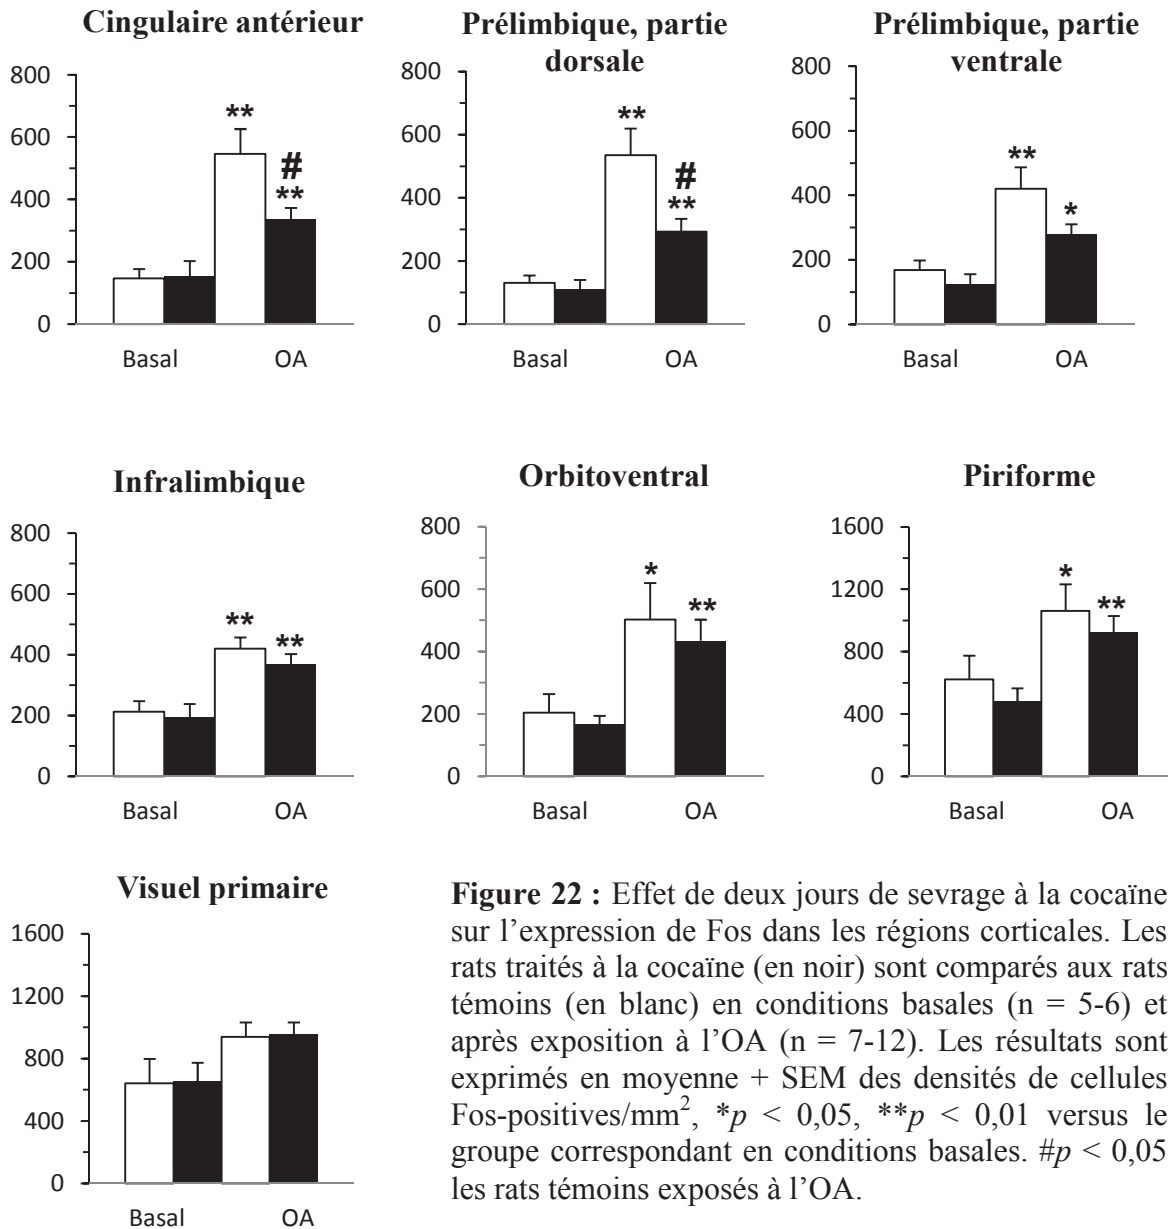 Cingulaire antérieur
Prélimbique, partie
dorsale
Prélimbique, partie
ventrale
800
600
400
200
0
**
#
**
Basal OA
800
600
400
200
0
**
#
**
Basal OA
800
600
400
200
0
**
*
Basal OA
Infralimbique
800
600
400
200
0
**
**
Basal OA
Orbitoventral
800
600
400
200
0
*
**
Basal OA
Piriforme
1600
1200
800
400
0
*
**
Basal OA
Visuel primaire
1600
1200
800
400
0
Basal OA
Figure 22 : Effet de deux jours de sevrage à la cocaïne
sur l’expression de Fos dans les régions corticales. Les
rats traités à la cocaïne (en noir) sont comparés aux rats
témoins (en blanc) en conditions basales (n = 5-6) et
après exposition à l’OA (n = 7-12). Les résultats sont
exprimés en moyenne + SEM des densités de cellules
Fos-positives/mm², *p < 0,05, **p < 0,01 versus le
groupe correspondant en conditions basales. #p < 0,05
les rats témoins exposés à l’OA.